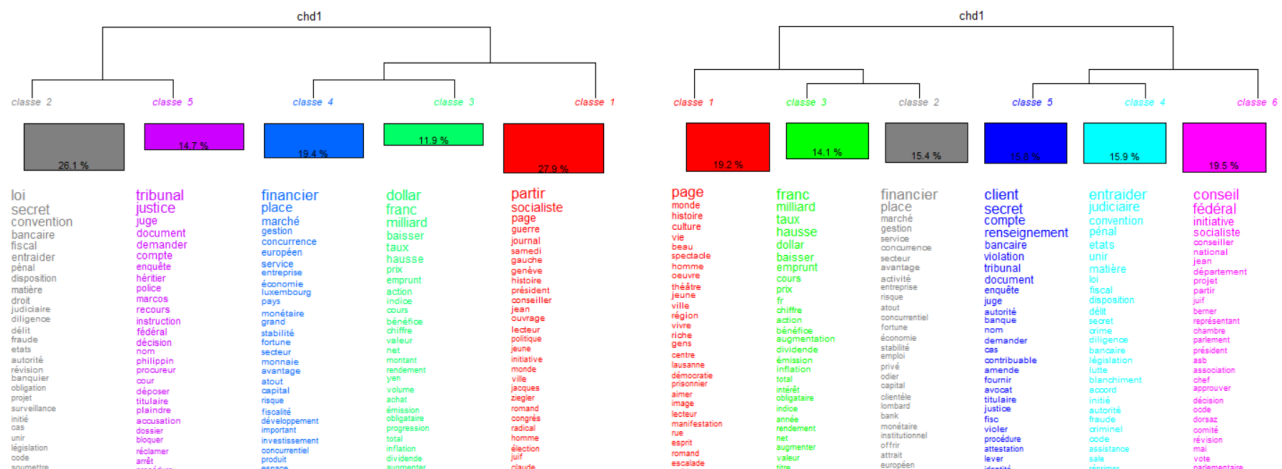 chd1
classe 2
classe 5
classe 4
classe 3
classe 1
26.1 %
14.7 %
19.4 %
11.9 %
27.9 %
loi
secret
convention
bancaire
fiscal
entraider
pénal
disposition
matière
droit
judiciaire
diligence
délit
fraude
etats
autorité
révision
banquier
obligation
projet
surveillance
initié
cas
unir
législation
code
soumettre
tribunal
justice
juge
document
demander
compte
enquête
héritier
police
marcos
recours
instruction
fédéral
décision
nom
philippin
procureur
cour
déposer
titulaire
plaindre
accusation
dossier
bloquer
réclamer
arrêt
financier
place
marché
gestion
concurrence
européen
service
entreprise
économie
luxembourg
pays
monétaire
grand
stabilité
fortune
secteur
monnaie
avantage
atout
capital
risque
fiscalité
développement
important
investissement
concurrentiel
produit
espace
dollar
franc
milliard
baisser
taux
hausse
prix
emprunt
action
indice
cours
bénéfice
chiffre
valeur
net
montant
rendement
yen
volume
achat
émission
obligataire
progression
total
inflation
dividende
augmenter
partir
socialiste
page
guerre
journal
samedi
gauche
genève
histoire
président
conseiller
jean
ouvrage
lecteur
politique
jeune
initiative
monde
ville
jacques
ziegler
romand
congrès
radical
homme
élection
juif
claude
chd1
classe 1
classe 3
classe 2
classe 5
classe 4
classe 6
19.2 %
14.1 %
15.4 %
15.9 %
19.5 %
page
monde
histoire
culture
vie
beau
spectacle
homme
oeuvre
théâtre
jeune
ville
région
vivre
riche
gens
centre
lausanne
démocratie
prisonnier
aimer
image
lecteur
manifestation
rue
esprit
romand
escalade
franc
milliard
taux
hausse
dollar
baisser
emprunt
cours
prix
fr
chiffre
action
bénéfice
augmentation
dividende
émission
inflation
total
intérêt
obligataire
indice
année
rendement
net
augmenter
valeur
titre
financier
place
marché
gestion
service
concurrence
secteur
avantage
activité
entreprise
risque
atout
concurrentiel
fortune
économie
stabilité
emploi
privé
odier
capital
clientèle
lombard
bank
monétaire
institutionnel
offrir
attrait
européen
client
secret
compte
renseignement
bancaire
violation
tribunal
document
enquête
juge
autorité
banque
nom
demander
cas
contribuable
amende
fournir
avocat
titulaire
justice
fisc
violer
procédure
attestation
lever
identité
entraider
judiciaire
convention
pénal
etats
unir
matière
loi
fiscal
disposition
délit
secret
crime
diligence
bancaire
législation
lutte
blanchiment
accord
initié
autorité
fraude
criminel
code
assistance
sale
réprimer
conseil
fédéral
initiative
socialiste
conseiller
national
jean
département
projet
partir
juif
berner
représentant
chambre
parlement
président
asb
association
chef
approuver
décision
code
dorsaz
comité
révision
mai
vote
parlementaire